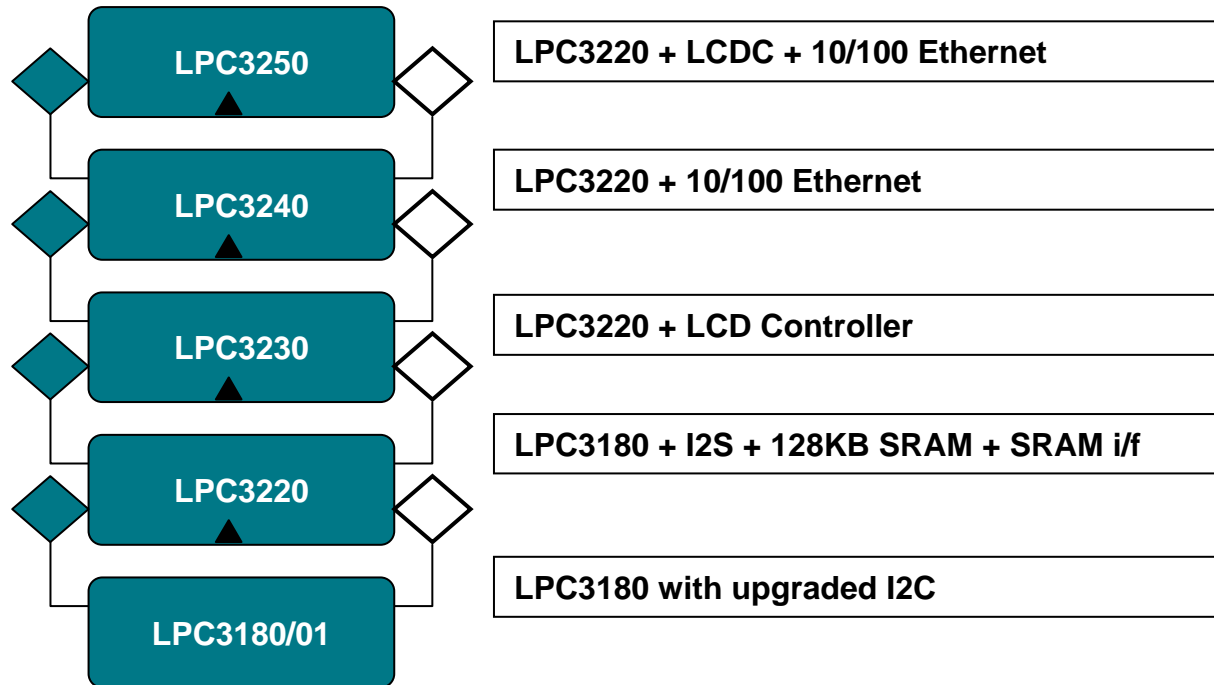 LPC3250
LPC3220 + LCDC + 10/100 Ethernet
LPC3240
LPC3220 + 10/100 Ethernet
LPC3230
LPC3220 + LCD Controller
LPC3220
LPC3180 + I2S + 128KB SRAM + SRAM i/f
LPC3180/01
LPC3180 with upgraded I2C